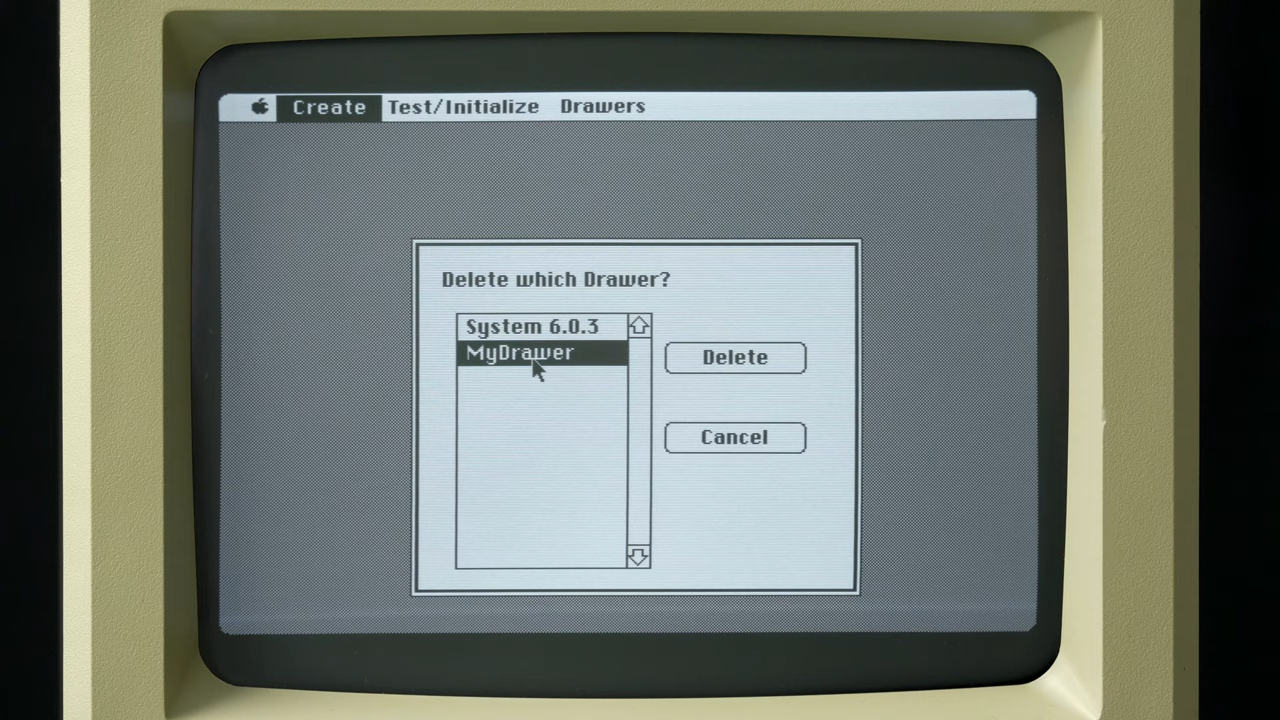 Create Test/Initialize Drawers
Delete which Drawer?
System 6.0.3
MyDrawer
Delete
Cancel